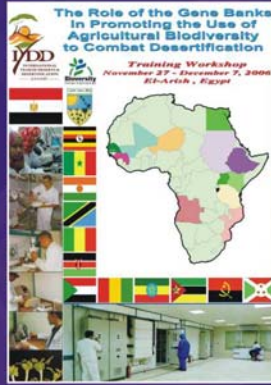 The Role of the Gene Banks
In Promoting the Use of
Agricultural Biodiversity
to Combat Desertification
IYDD
Bioversity
Training Workshop
November 27 - December 7, 2006
El-Arish , Egypt